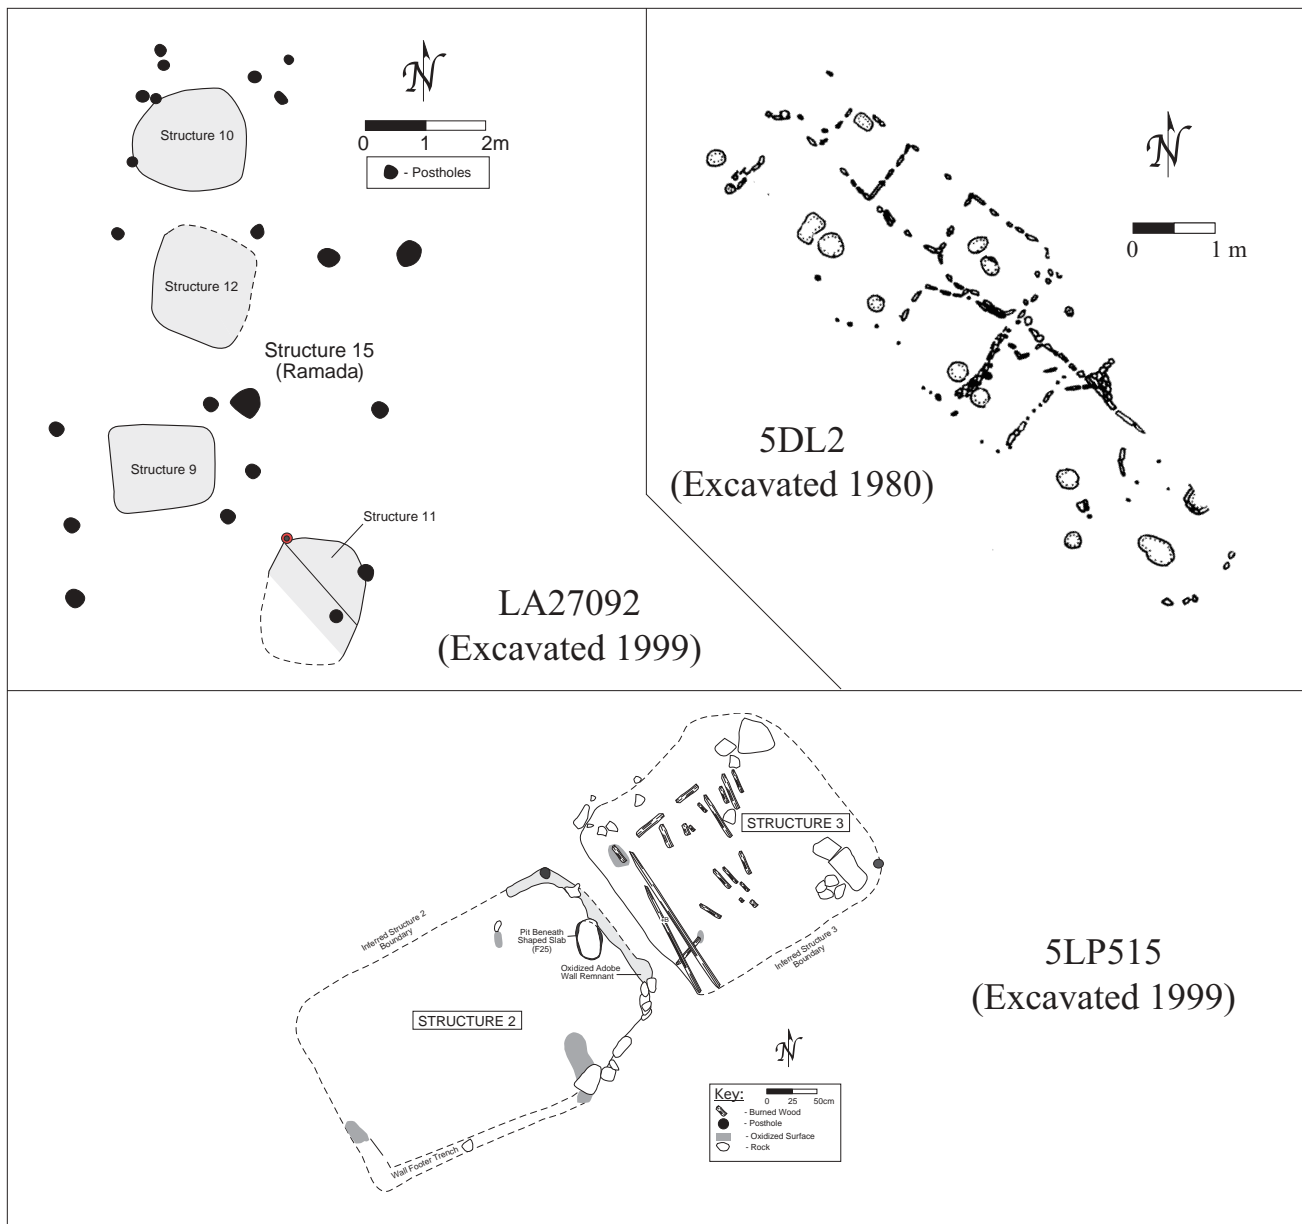 N
0 1 2m
- Postholes
Structure 10
Structure 12
Structure 15
(Ramada)
Structure 9
Structure 11
LA27092
(Excavated 1999)
N
0 1 m
5DL2
(Excavated 1980)
STRUCTURE 3
Inferred Structure 3
Boundary
Inferred Structure 2
Boundary
Pit Beneath
Shaped Slab
(F25)
Oxidized Adobe
Wall Remnant
STRUCTURE 2
Wall Footer Trench
5LP515
(Excavated 1999)
N
Key:
0 25 50cm
- Burned Wood
- Posthole
- Oxidized Surface
- Rock